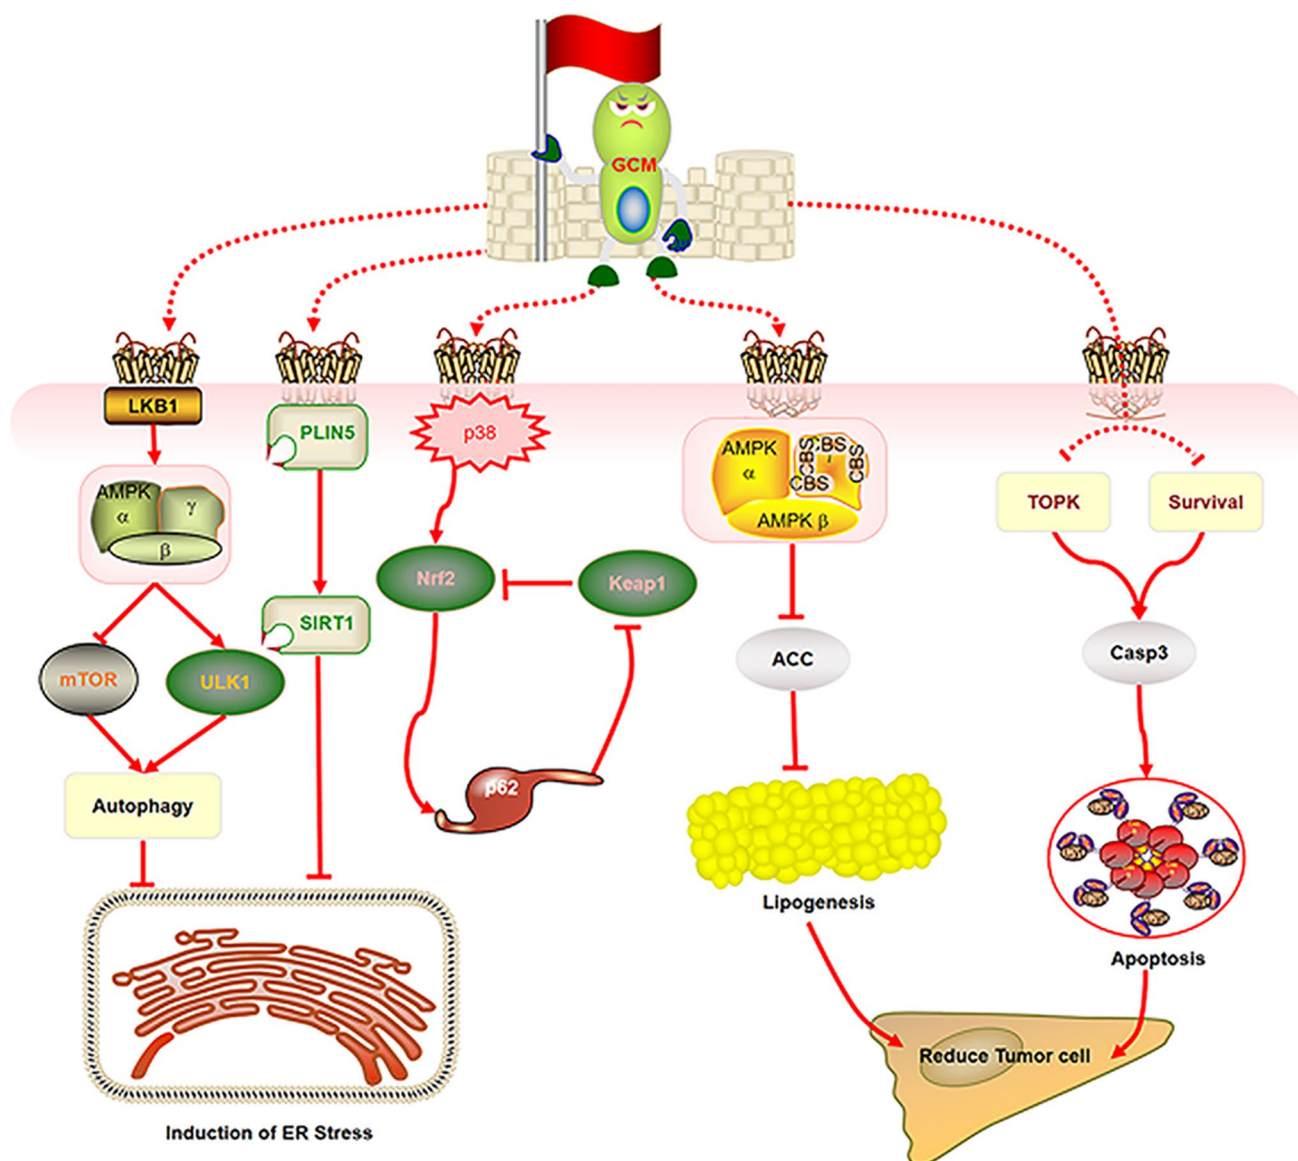 GCM
LKB1
PLIN5
p38
AMPK
α
γ
β
AMPK
α
CBS
CBS
CBS
CBS
AMPK β
TOPK
Survival
Nrf2
Keap1
SIRT1
mTOR
ULK1
ACC
Casp3
p62
Autophagy
Lipogenesis
Apoptosis
Reduce Tumor cell
Induction of ER Stress